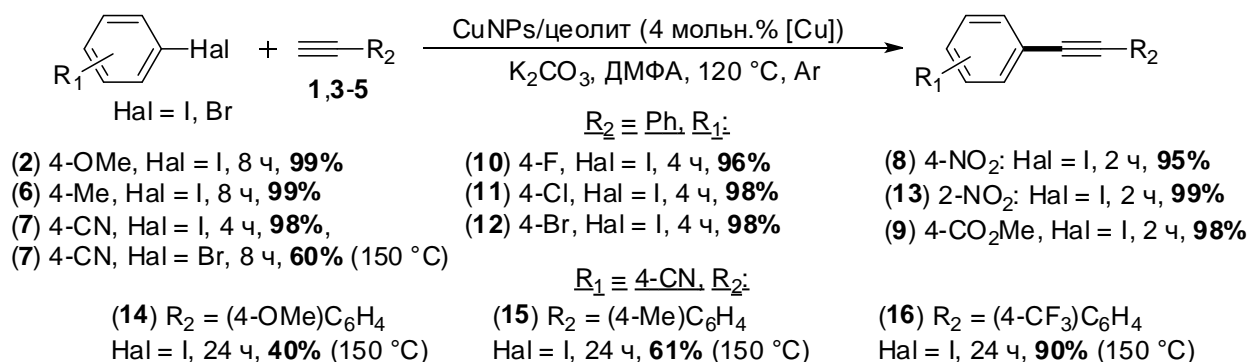 Hal + R₂ CuNPs/цеолит (4 мольн.% [Cu]) R₂
R₁ 1,3-5 K₂CO₃, ДМФА, 120 °C, Ar R₁
Hal = I, Br
R₂ = Ph, R₁:
(2) 4-OMe, Hal = I, 8 ч, 99% (10) 4-F, Hal = I, 4 ч, 96% (8) 4-NO₂: Hal = I, 2 ч, 95%
(6) 4-Me, Hal = I, 8 ч, 99% (11) 4-Cl, Hal = I, 4 ч, 98% (13) 2-NO₂: Hal = I, 2 ч, 99%
(7) 4-CN, Hal = I, 4 ч, 98%, (12) 4-Br, Hal = I, 4 ч, 98% (9) 4-CO₂Me, Hal = I, 2 ч, 98%
(7) 4-CN, Hal = Br, 8 ч, 60% (150 °C)
R₁ = 4-CN, R₂:
(14) R₂ = (4-OMe)C₆H₄ (15) R₂ = (4-Me)C₆H₄ (16) R₂ = (4-CF₃)C₆H₄
Hal = I, 24 ч, 40% (150 °C) Hal = I, 24 ч, 61% (150 °C) Hal = I, 24 ч, 90% (150 °C)